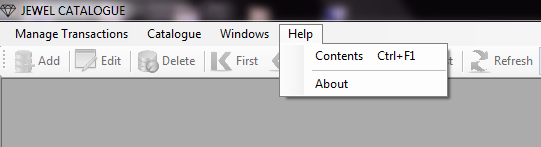 JEWEL CATALOGUE
Manage Transactions Catalogue Windows Help
Contents Ctrl+F1
About
Add Edit Delete First Refresh